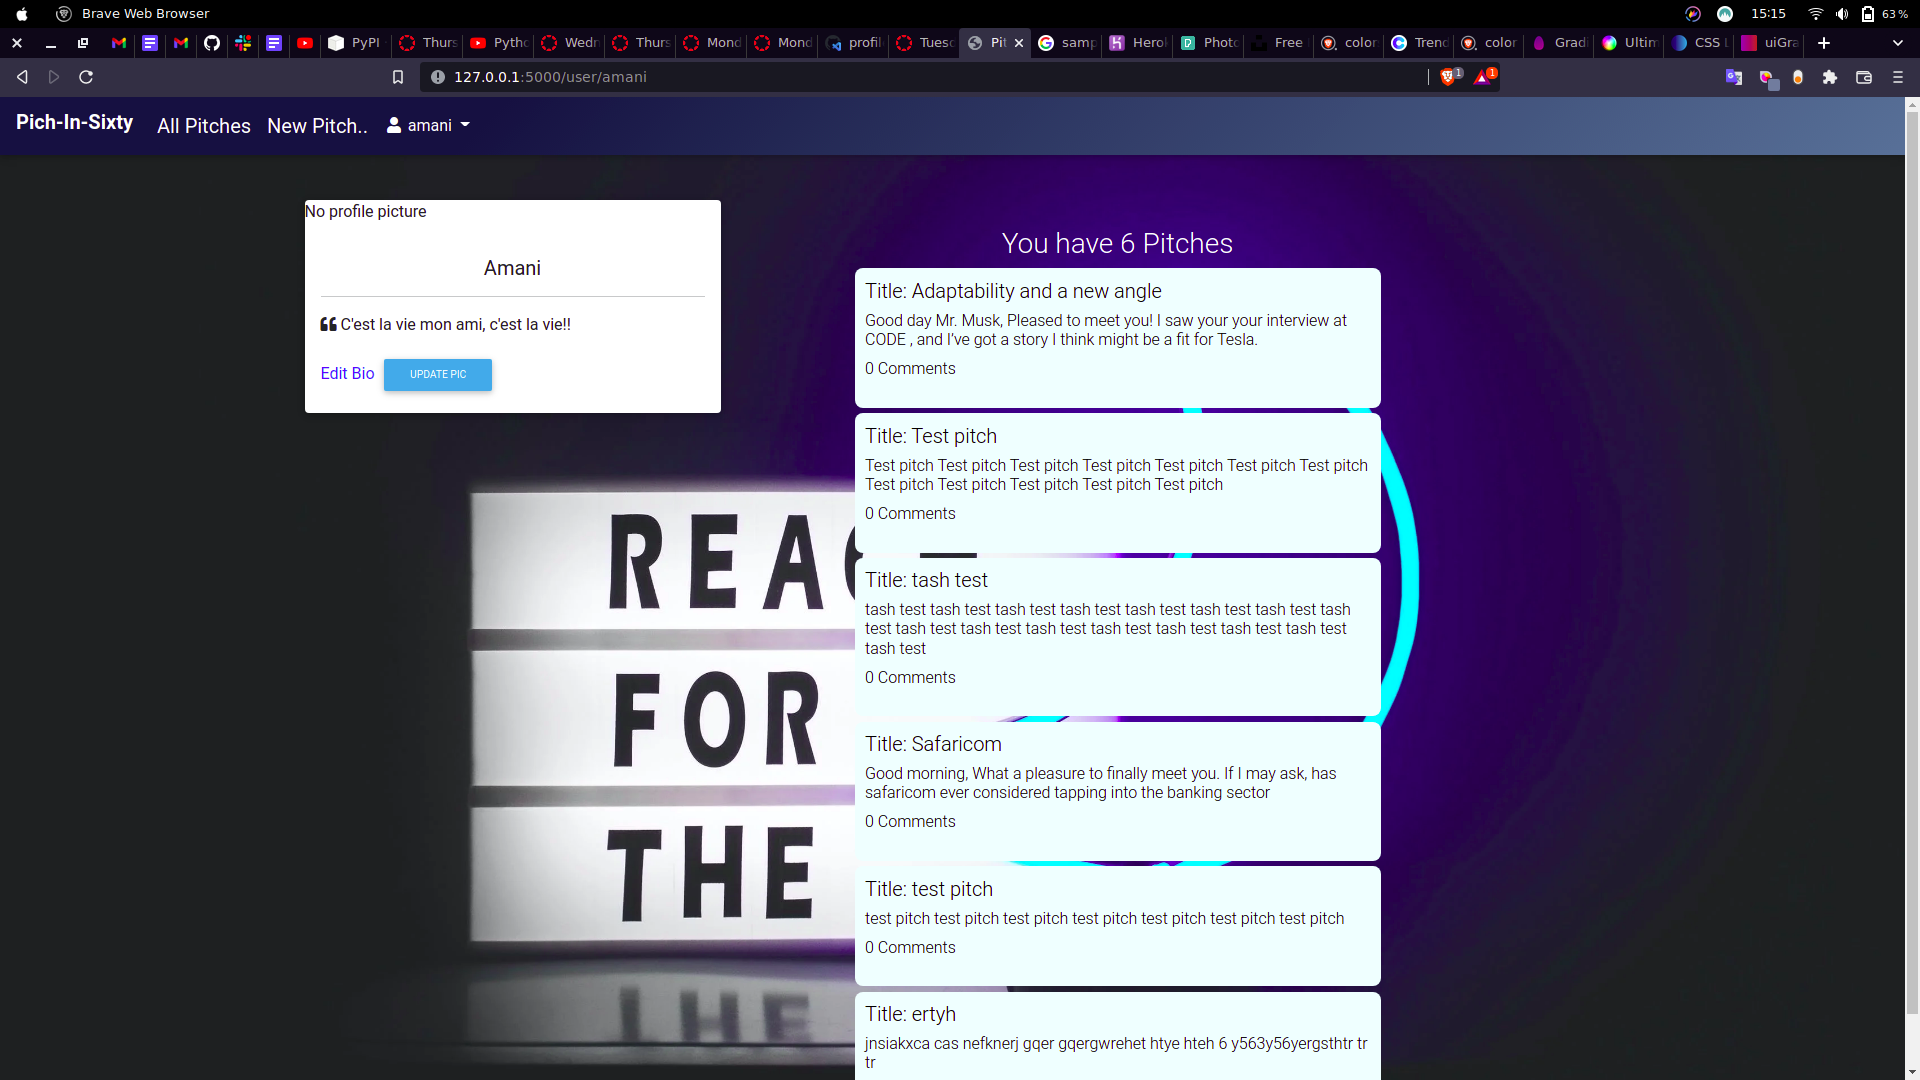 Brave Web Browser
15:15
63 %
PyPI
Thurs
Pytho
Wedn
Thurs
Mond
Mond
profil
Tuesc
Pit
samp
Herok
Photo
Free
color
Trend
color
Gradi
Ultim
CSS L
uiGra
127.0.0.1:5000/user/amani
1
1
Pich-In-Sixty
All Pitches
New Pitch..
amani
No profile picture
Amani
C'est la vie mon ami, c'est la vie!!
Edit Bio
UPDATE PIC
You have 6 Pitches
Title: Adaptability and a new angle
Good day Mr. Musk, Pleased to meet you! I saw your your interview at
CODE , and I've got a story I think might be a fit for Tesla.
0 Comments
Title: Test pitch
Test pitch Test pitch Test pitch Test pitch Test pitch Test pitch Test pitch
Test pitch Test pitch Test pitch Test pitch Test pitch
0 Comments
Title: tash test
tash test tash test tash test tash test tash test tash test tash test tash
test tash test tash test tash test tash test tash test tash test tash test
tash test
0 Comments
Title: Safaricom
Good morning, What a pleasure to finally meet you. If I may ask, has
safaricom ever considered tapping into the banking sector
0 Comments
Title: test pitch
test pitch test pitch test pitch test pitch test pitch test pitch test pitch
0 Comments
Title: ertyh
jnsiakxca cas nefknerj gqer gqergwrehet htye hteh 6 y563y56yergsthtr tr
tr
REA
FOR
THE